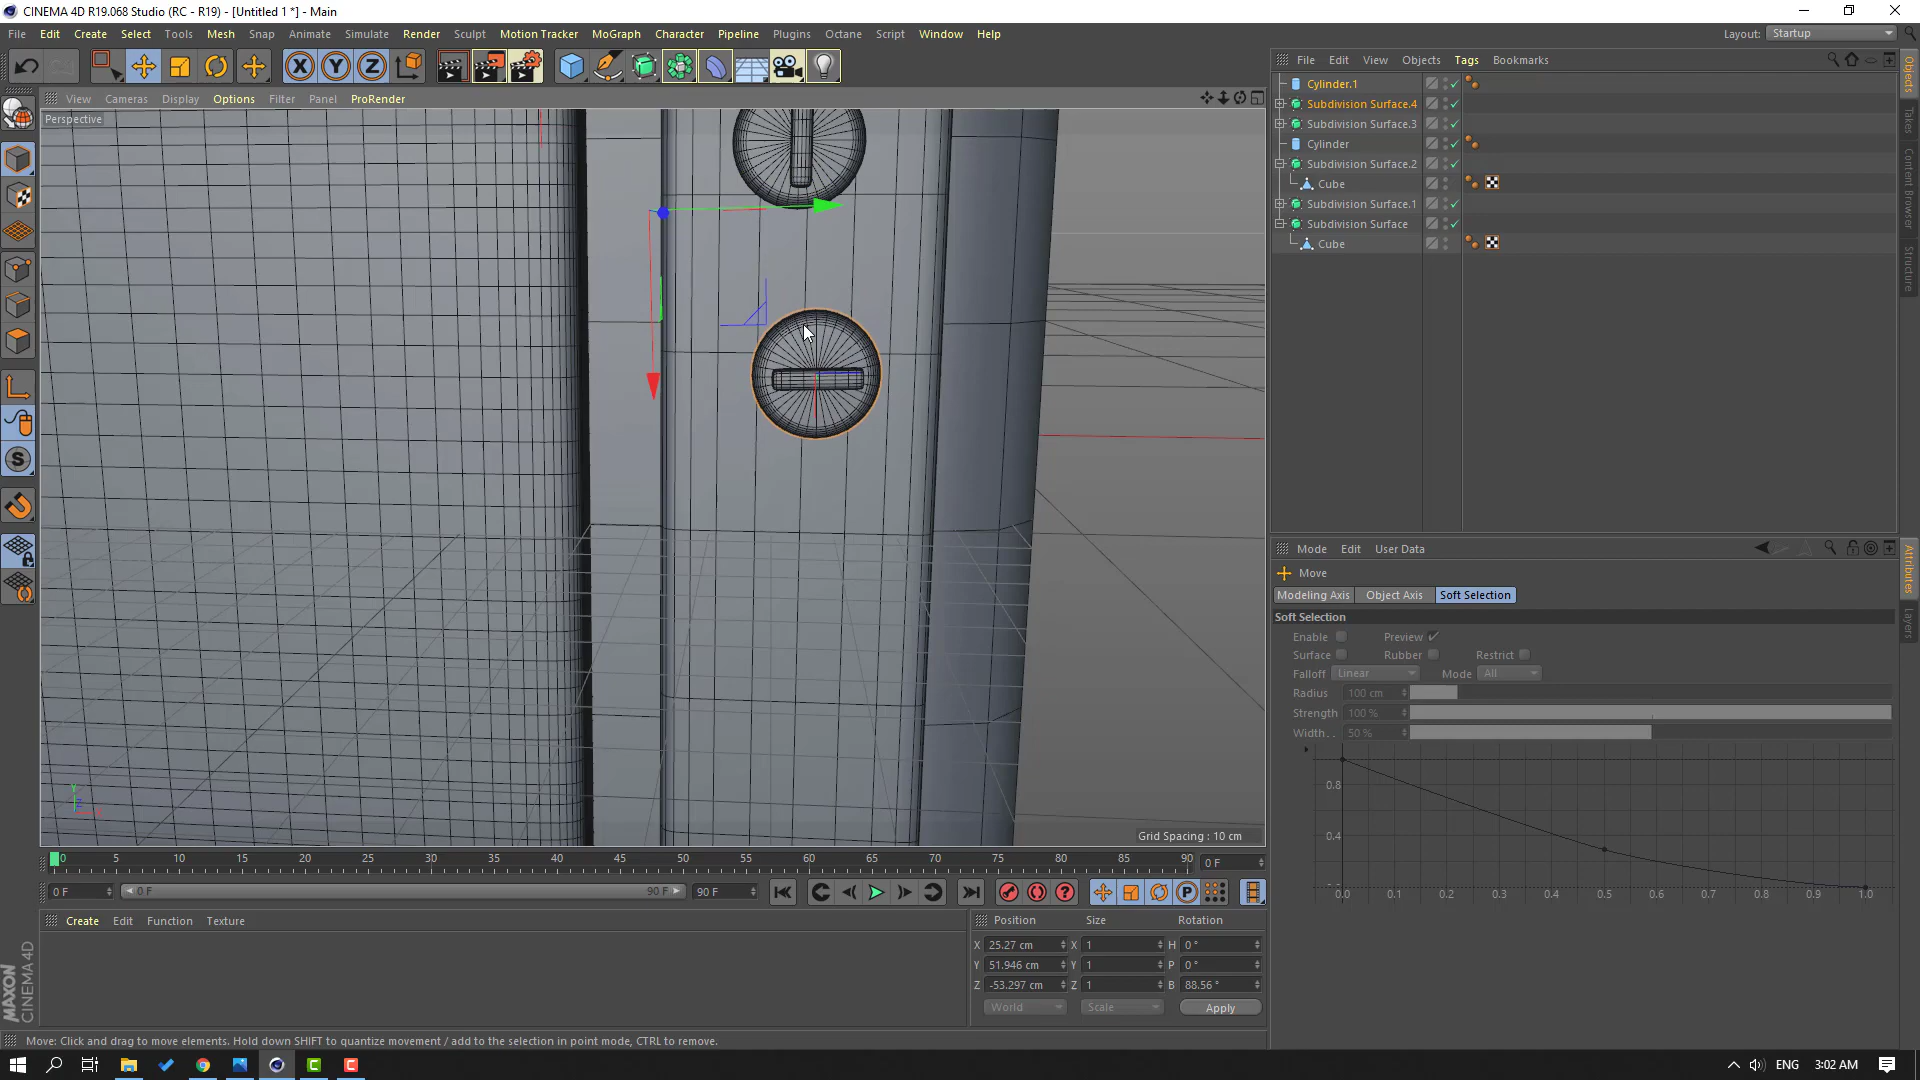 CINEMA 4D R19.068 Studio (RC - R19) - [Untitled 1 *] - Main
File Edit Create Select Tools Mesh Snap Animate Simulate Sculpt Render Motion Tracker MoGraph Character Pipeline Plugins Octane Script Window Help
Layout: Startup
X Y Z
View Cameras Display Options Filter Panel ProRender
Perspective
Grid Spacing : 10 cm
Y
File Edit View Objects Tags Bookmarks
Cylinder.1
Subdivision Surface.4
Subdivision Surface.3
Cylinder
Subdivision Surface.2
Cube
Subdivision Surface.1
Subdivision Surface
Cube
Objects
Takes
Content Browser
Structure
Mode Edit User Data
Move
Modeling Axis Object Axis Soft Selection
Soft Selection
Enable Preview
Surface Rubber Restrict
Falloff Linear Mode All
Radius 100 cm
Strength 100 %
Width.. 50 %
0.8
0.4
0.0 0.1 0.2 0.3 0.4 0.5 0.6 0.7 0.8 0.9 1.0
Attributes
Layers
0 5 10 15 20 25 30 35 40 45 50 55 60 65 70 75 80 85 90
0 F
0 F 0 F 90 F 90 F
Create Edit Function Texture
Position Size Rotation
X 25.27 cm X 1 H 0 °
Y 51.946 cm Y 1 P 0 °
Z -53.297 cm Z 1 B 88.56 °
World Scale Apply
MAXON
CINEMA 4D
Move: Click and drag to move elements. Hold down SHIFT to quantize movement / add to the selection in point mode, CTRL to remove.
ENG 3:02 AM